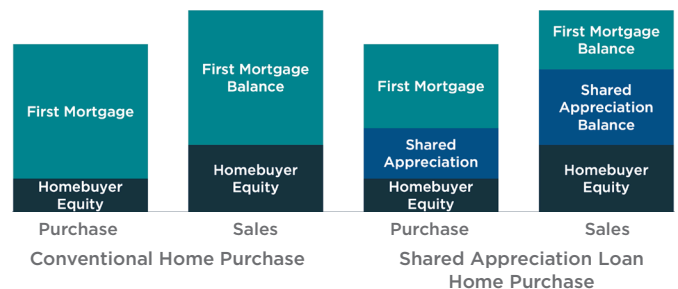 First Mortgage
Homebuyer
Equity
First Mortgage
Balance
Homebuyer
Equity
First Mortgage
Shared
Appreciation
Homebuyer
Equity
First Mortgage
Balance
Shared
Appreciation
Balance
Homebuyer
Equity
Purchase
Sales
Purchase
Sales
Conventional Home Purchase
Shared Appreciation Loan
Home Purchase